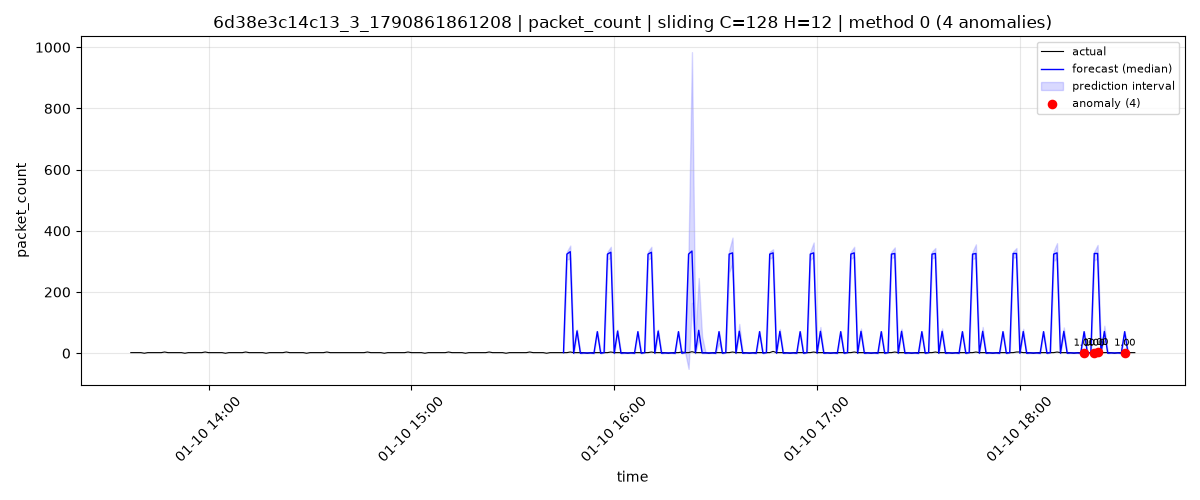 6d38e3c14c13_3_1790861861208 | packet_count | sliding C=128 H=12 | method 0 (4 anomalies)
actual
forecast (median)
prediction interval
anomaly (4)
1000
800
600
400
200
0
packet_count
1.00
1.00
01-10 14:00
01-10 15:00
01-10 16:00
01-10 17:00
01-10 18:00
time